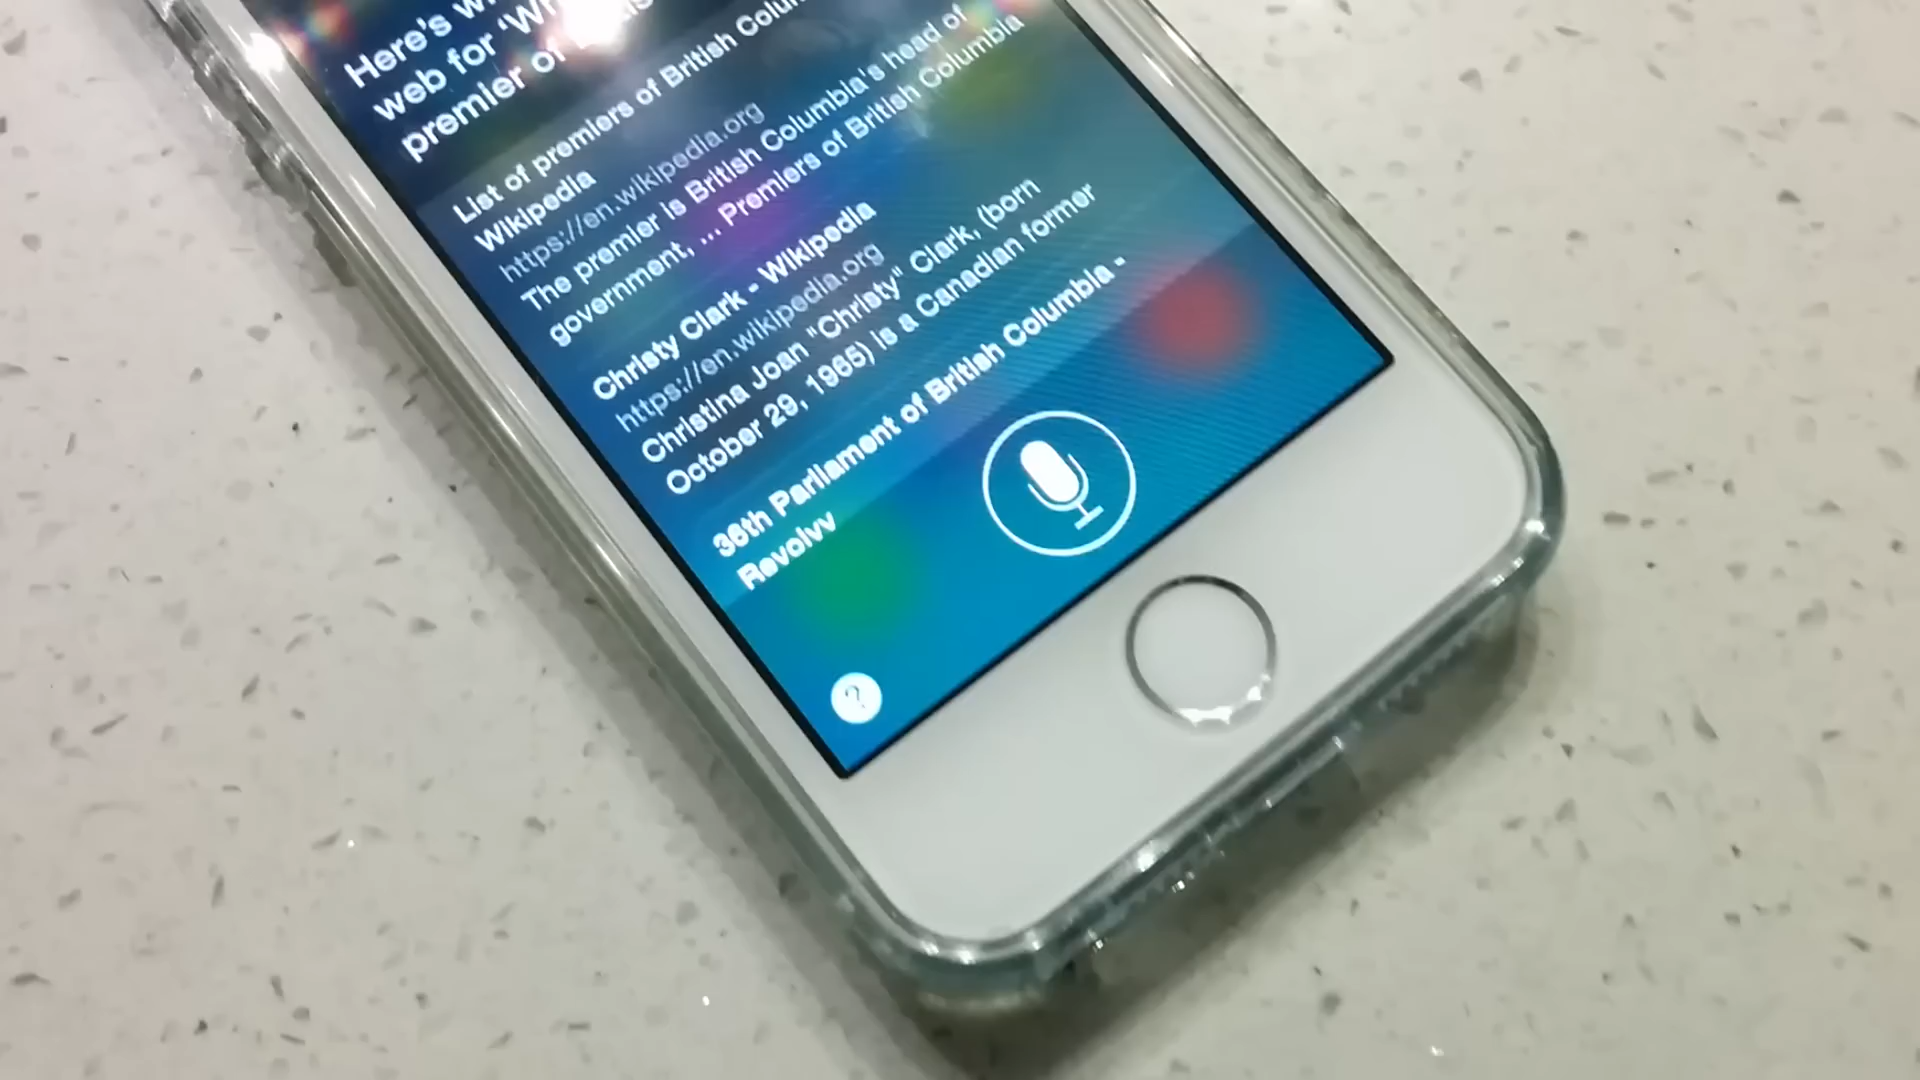 Here's
web for
premier of
List of premiers of British
Wikipedia
https://en.wikipedia.org
The premier is British Columbia's head of
government, ... Premiers of British Columbia
Christy Clark - Wikipedia
https://en.wikipedia.org
Christina Joan "Christy" Clark, (born
October 29, 1965) is a Canadian former
36th Parliament of British Columbia -
Revolvy
?